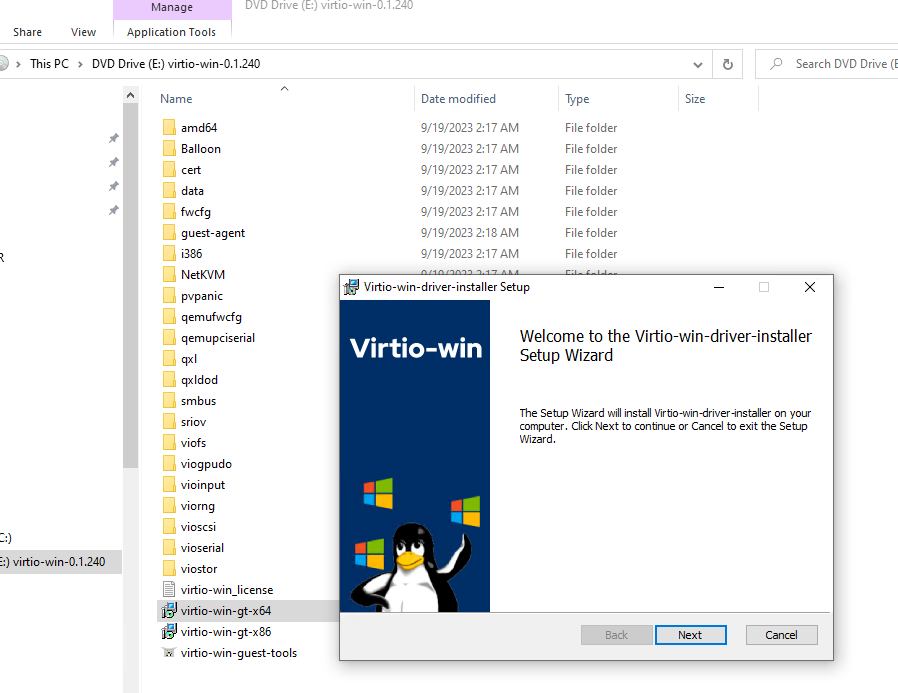 Manage
DVD Drive (E:) virtio-win-0.1.240
Share
View
Application Tools
This PC
DVD Drive (E:) virtio-win-0.1.240
Search DVD Drive (E
Name
Date modified
Type
Size
amd64 9/19/2023 2:17 AM File folder
Balloon 9/19/2023 2:17 AM File folder
cert 9/19/2023 2:17 AM File folder
data 9/19/2023 2:17 AM File folder
fwcfg 9/19/2023 2:17 AM File folder
guest-agent 9/19/2023 2:18 AM File folder
i386 9/19/2023 2:17 AM File folder
NetKVM 9/19/2023 2:17 AM File folder
pvpanic
qemufwcfg
qemupciserial
qxl
qxldod
smbus
sriov
viofs
viogpudo
vioinput
viorng
vioscsi
vioserial
viostor
virtio-win_license
virtio-win-gt-x64
virtio-win-gt-x86
virtio-win-guest-tools
R
C:)
E:) virtio-win-0.1.240
Virtio-win-driver-installer Setup
Virtio-win
Welcome to the Virtio-win-driver-installer
Setup Wizard
The Setup Wizard will install Virtio-win-driver-installer on your
computer. Click Next to continue or Cancel to exit the Setup
Wizard.
Back
Next
Cancel